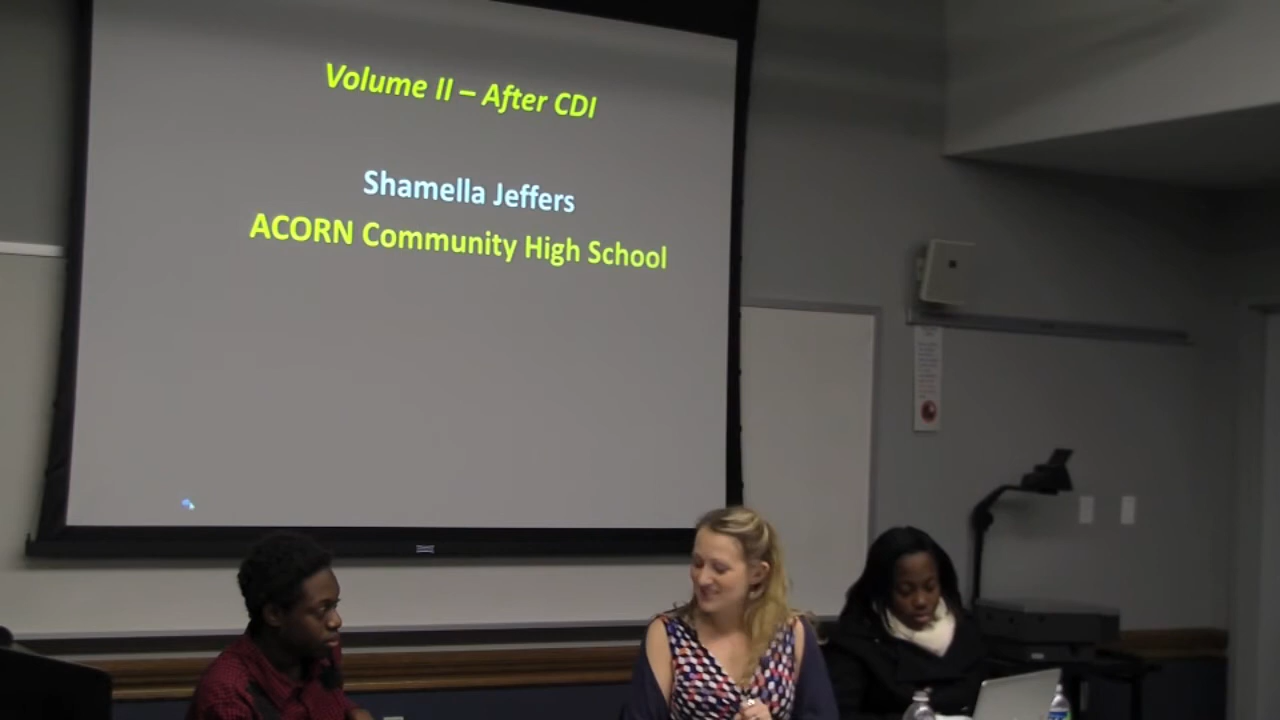 Volume II – After CDI
Shamella Jeffers
ACORN Community High School